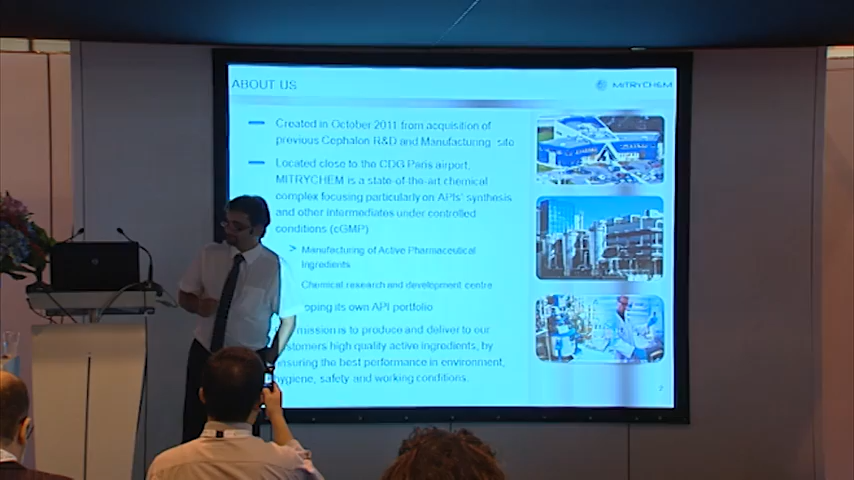 ABOUT US
MITRYCHEM
Created in October 2011 from acquisition of
previous Cephalon R&D and Manufacturing site
Located close to the CDG Paris airport,
MITRYCHEM is a state-of-the-art chemical
complex focusing particularly on APIs' synthesis
and other intermediates under controlled
conditions (cGMP)
> Manufacturing of Active Pharmaceutical
Ingredients
Chemical research and development centre
oping its own API portfolio
mission is to produce and deliver to our
ustomers high quality active ingredients, by
nsuring the best performance in environment,
hygiene, safety and working conditions.